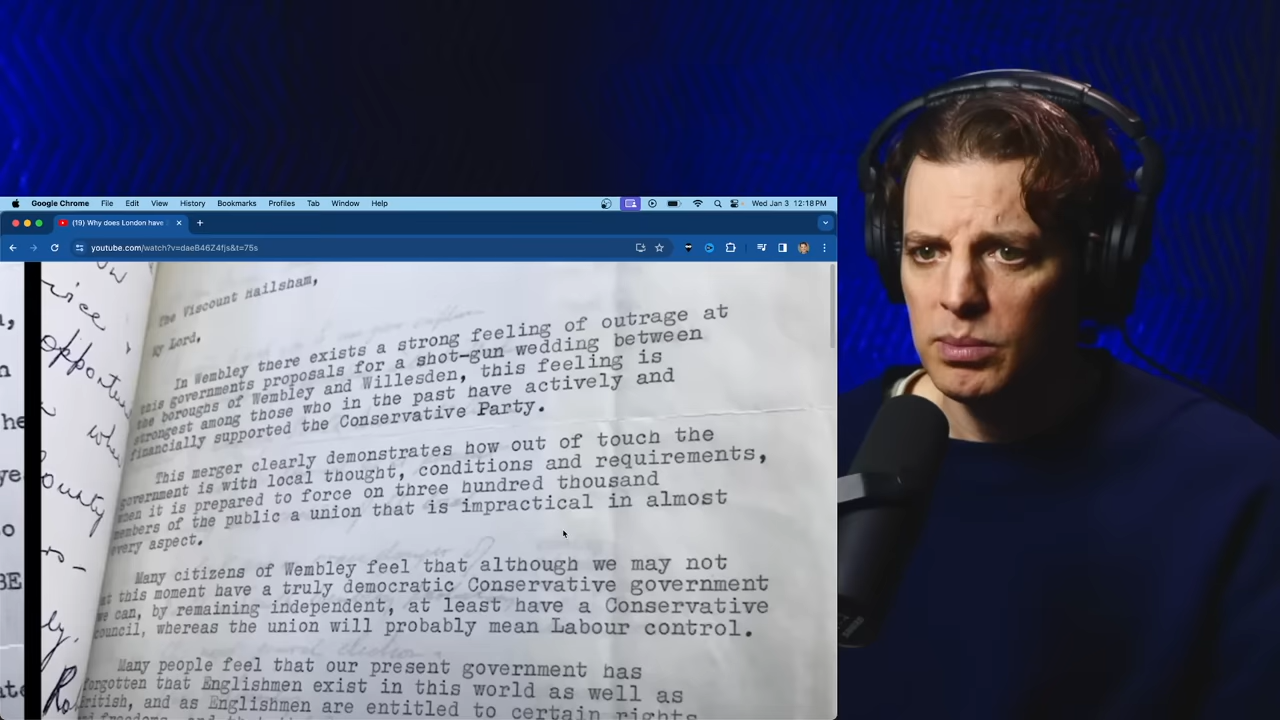 Google Chrome File Edit View History Bookmarks Profiles Tab Window Help Wed Jan 3 12:18 PM
(19) Why does London have
youtube.com/watch?v=daeB46Z4fjs&t=75s
The Viscount Hailsham,
My Lord,
In Wembley there exists a strong feeling of outrage at
this governments proposals for a shot-gun wedding between
the boroughs of Wembley and Willesden, this feeling is
strongest among those who in the past have actively and
financially supported the Conservative Party.
This merger clearly demonstrates how out of touch the
government is with local thought, conditions and requirements,
when it is prepared to force on three hundred thousand
members of the public a union that is impractical in almost
every aspect.
Many citizens of Wembley feel that although we may not
at this moment have a truly democratic Conservative government
we can, by remaining independent, at least have a Conservative
council, whereas the union will probably mean Labour control.
Many people feel that our present government has
forgotten that Englishmen exist in this world as well as
British, and as Englishmen are entitled to certain rights